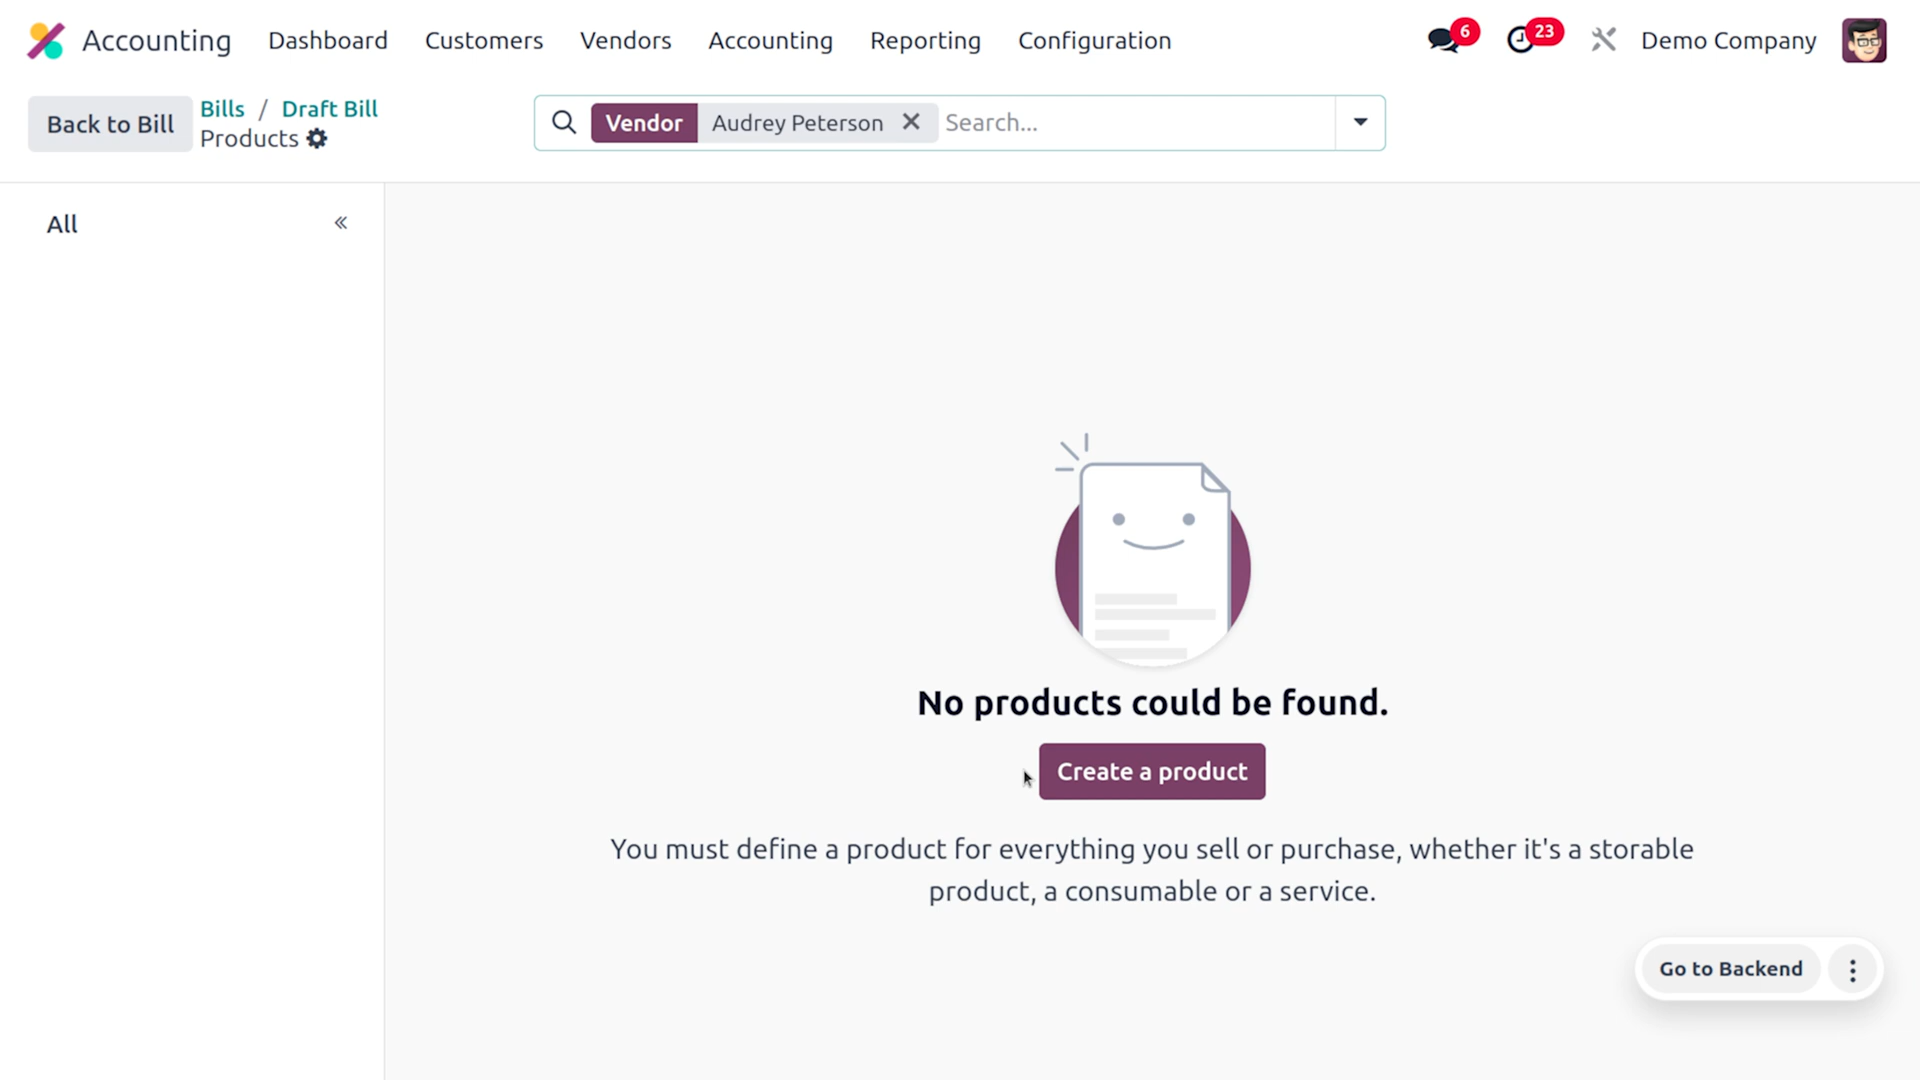 Accounting
Dashboard
Customers
Vendors
Accounting
Reporting
Configuration
6
23
Demo Company
Back to Bill
Bills / Draft Bill
Products
Vendor
Audrey Peterson
Search...
All
No products could be found.
Create a product
You must define a product for everything you sell or purchase, whether it's a storable
product, a consumable or a service.
Go to Backend